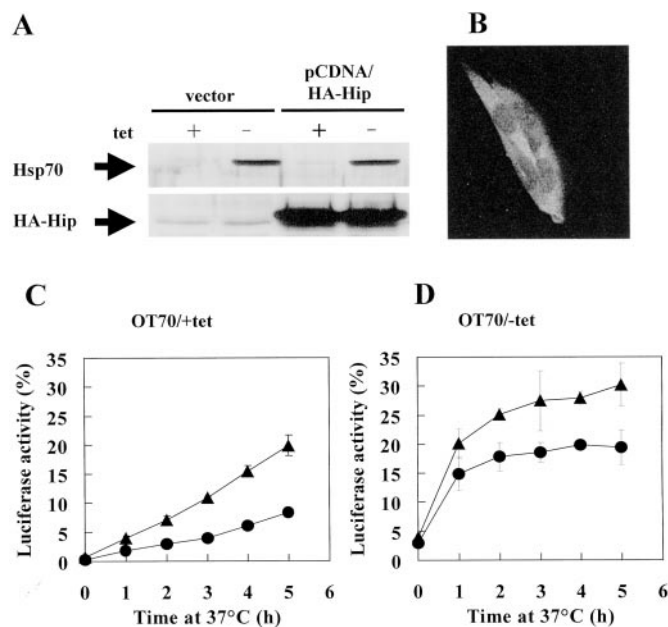 A
B
pCDNA/
vector
HA-Hip
tet + - + -
Hsp70
HA-Hip
C
D
OT70/+tet
OT70/-tet
Luciferase activity (%)
35
30
25
20
15
10
5
0
0 1 2 3 4 5 6
Time at 37°C (h)
Luciferase activity (%)
35
30
25
20
15
10
5
0
0 1 2 3 4 5 6
Time at 37°C (h)